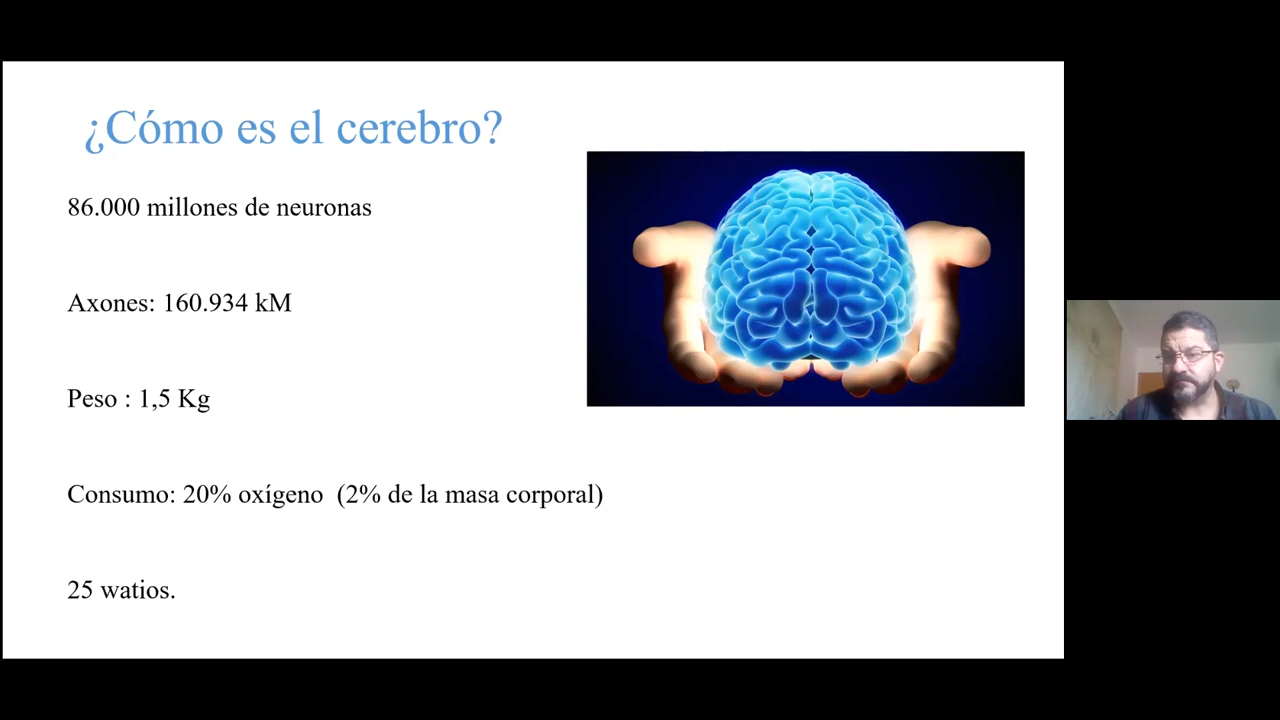 ¿Cómo es el cerebro?
86.000 millones de neuronas
Axones: 160.934 kM
Peso : 1,5 Kg
Consumo: 20% oxígeno  (2% de la masa corporal)
25 watios.